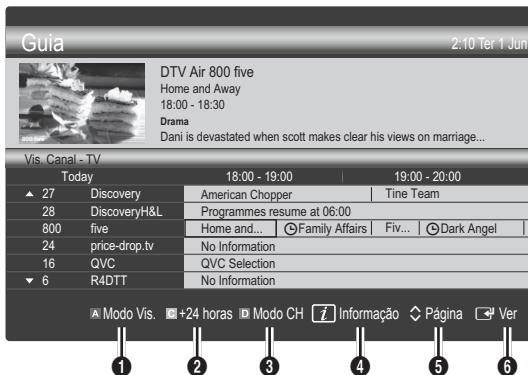 Guia 2:10 Ter 1 Jun
DTV Air 800 five
Home and Away
18:00 - 18:30
Drama
Dani is devastated when scott makes clear his views on marriage...
Vis. Canal - TV
Today 18:00 - 19:00 19:00 - 20:00
▲ 27 Discovery American Chopper Tine Team
28 DiscoveryH&L Programmes resume at 06:00
800 five Home and... Family Affairs Fiv... Dark Angel
24 price-drop.tv No Information
16 QVC QVC Selection
▼ 6 R4DTT No Information
A Modo Vis. C +24 horas D Modo CH i Informação Página Ver
1 2 3 4 5 6